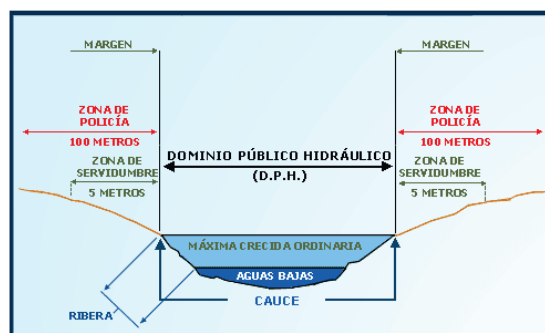 MARGEN
MARGEN
ZONA DE
POLICÍA
100 METROS
ZONA DE
POLICÍA
100 METROS
DOMINIO PÚBLICO HIDRÁULICO
(D.P.H.)
ZONA DE
SERVIDUMBRE
5 METROS
ZONA DE
SERVIDUMBRE
5 METROS
MÁXIMA CRECIDA ORDINARIA
AGUAS BAJAS
CAUCE
RIBERA